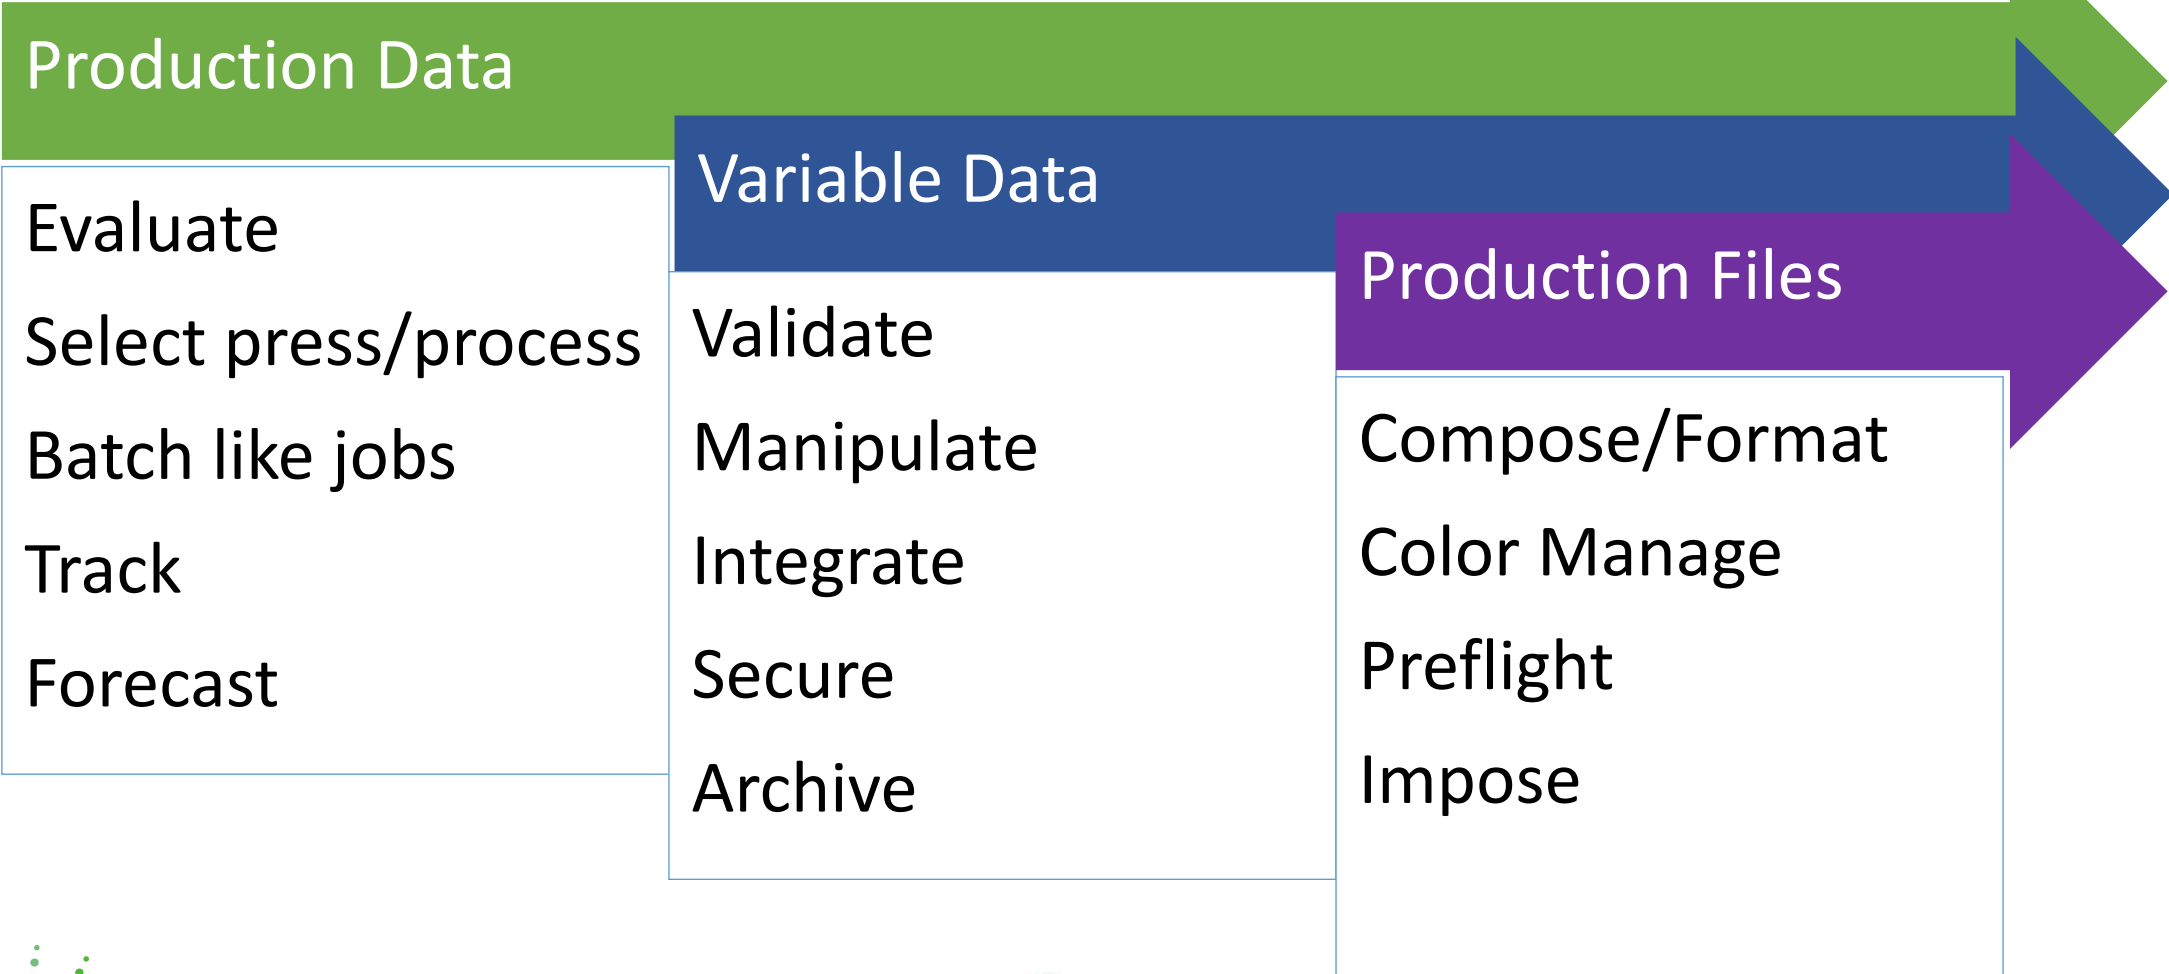 Production Data
Evaluate
Select press/process
Batch like jobs
Track
Forecast
Variable Data
Validate
Manipulate
Integrate
Secure
Archive
Production Files
Compose/Format
Color Manage
Preflight
Impose